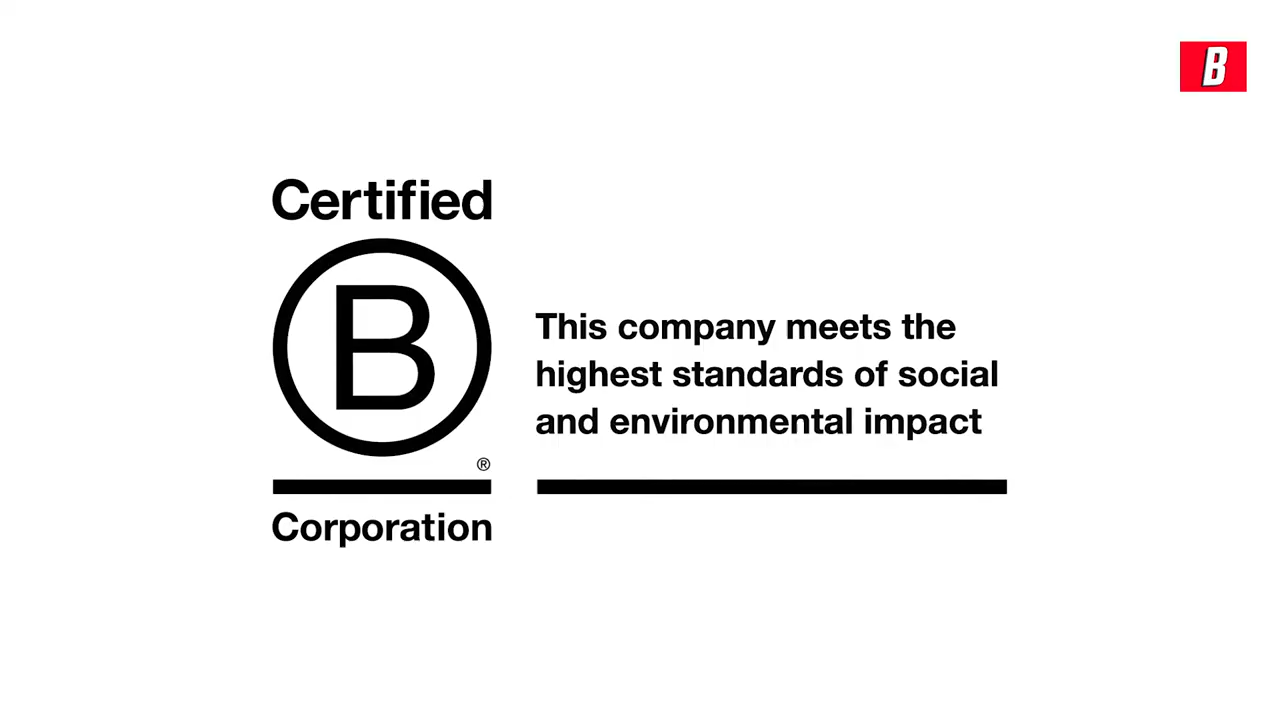 B
Certified
B
®
Corporation
This company meets the
highest standards of social
and environmental impact